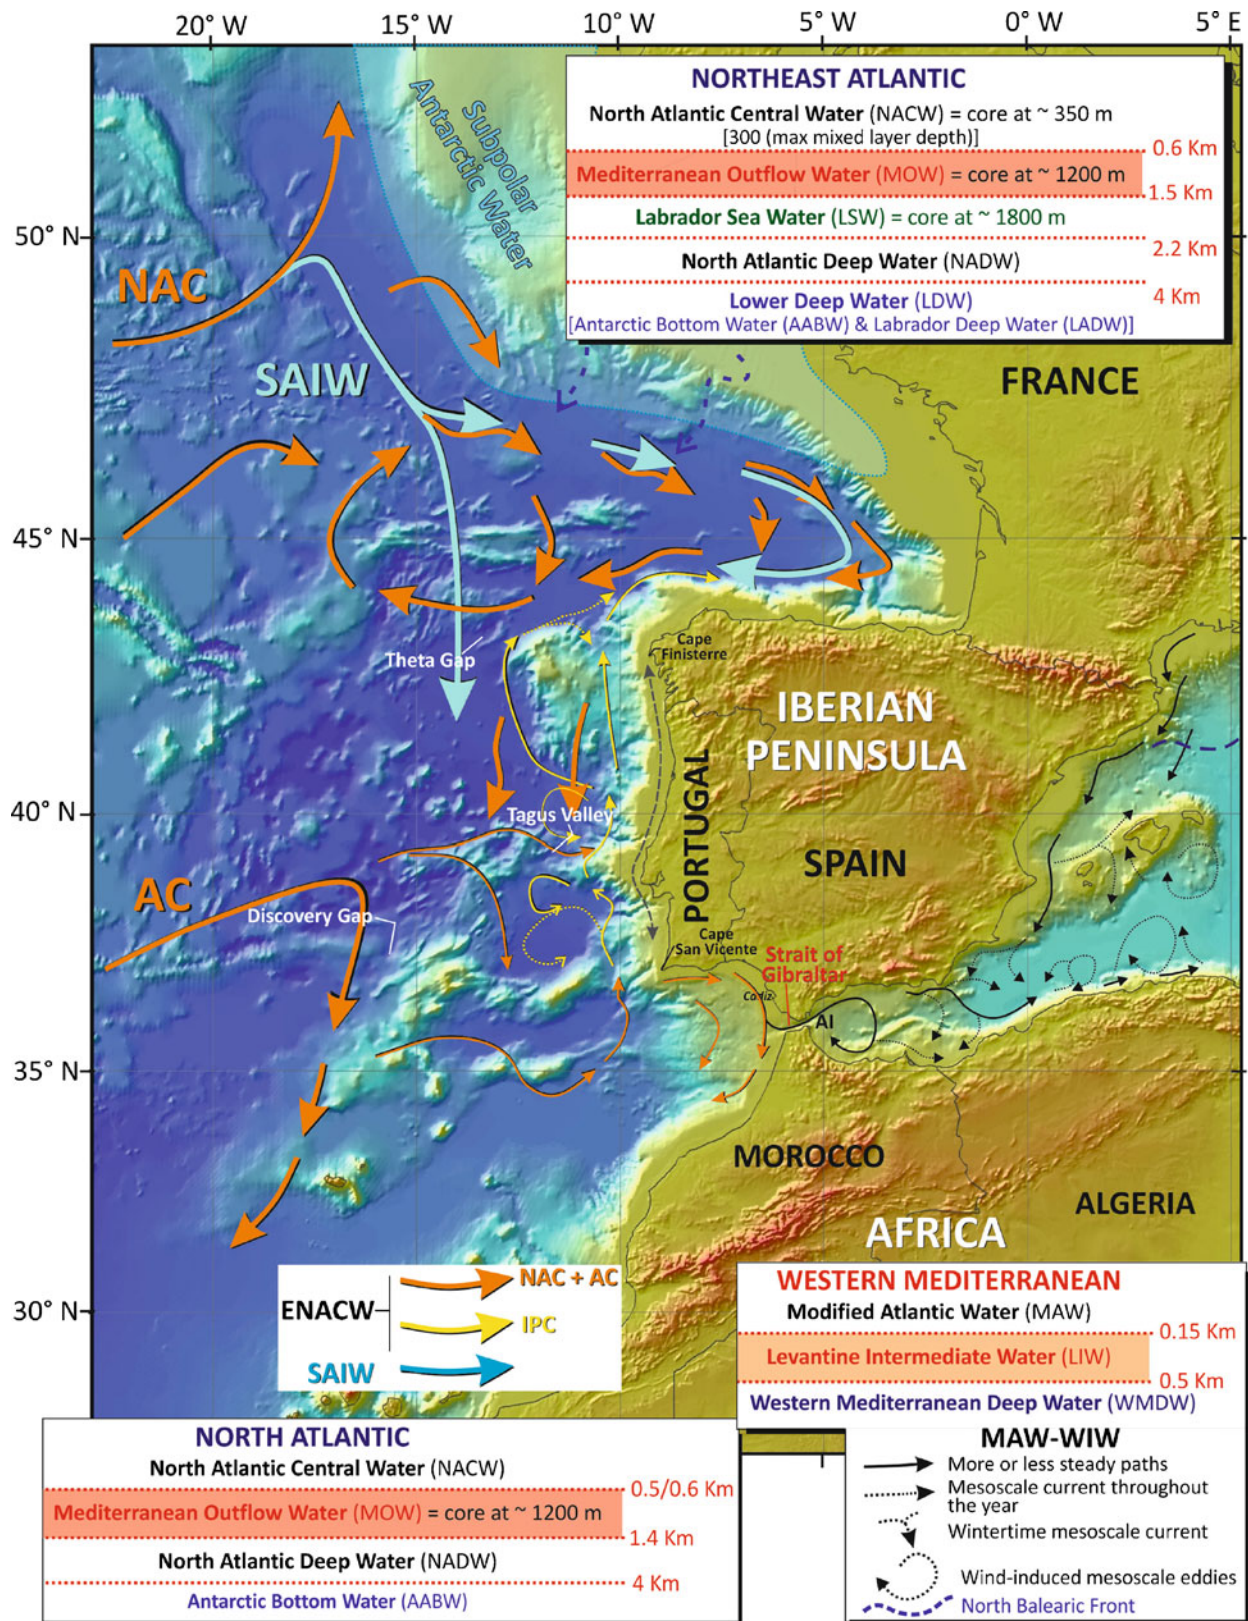 20° W
15° W
10° W
5° W
0° W
5° E
NORTHEAST ATLANTIC
North Atlantic Central Water (NACW) = core at ~ 350 m
[300 (max mixed layer depth)]
0.6 Km
Mediterranean Outflow Water (MOW) = core at ~ 1200 m
1.5 Km
Labrador Sea Water (LSW) = core at ~ 1800 m
2.2 Km
North Atlantic Deep Water (NADW)
4 Km
Lower Deep Water (LDW)
[Antarctic Bottom Water (AABW) & Labrador Deep Water (LADW)]
Subpolar
Antarctic Water
50° N
NAC
SAIW
FRANCE
45° N
Theta Gap
Cape
Finisterre
IBERIAN
PENINSULA
40° N
Tagus Valley
PORTUGAL
SPAIN
AC
Discovery Gap
Cape
San Vicente
Strait of
Gibraltar
Cadiz
AI
35° N
MOROCCO
ALGERIA
AFRICA
30° N
ENACW
NAC + AC
IPC
SAIW
WESTERN MEDITERRANEAN
Modified Atlantic Water (MAW)
0.15 Km
Levantine Intermediate Water (LIW)
0.5 Km
Western Mediterranean Deep Water (WMDW)
NORTH ATLANTIC
North Atlantic Central Water (NACW)
0.5/0.6 Km
Mediterranean Outflow Water (MOW) = core at ~ 1200 m
1.4 Km
North Atlantic Deep Water (NADW)
4 Km
Antarctic Bottom Water (AABW)
MAW-WIW
More or less steady paths
Mesoscale current throughout
the year
Wintertime mesoscale current
Wind-induced mesoscale eddies
North Balearic Front